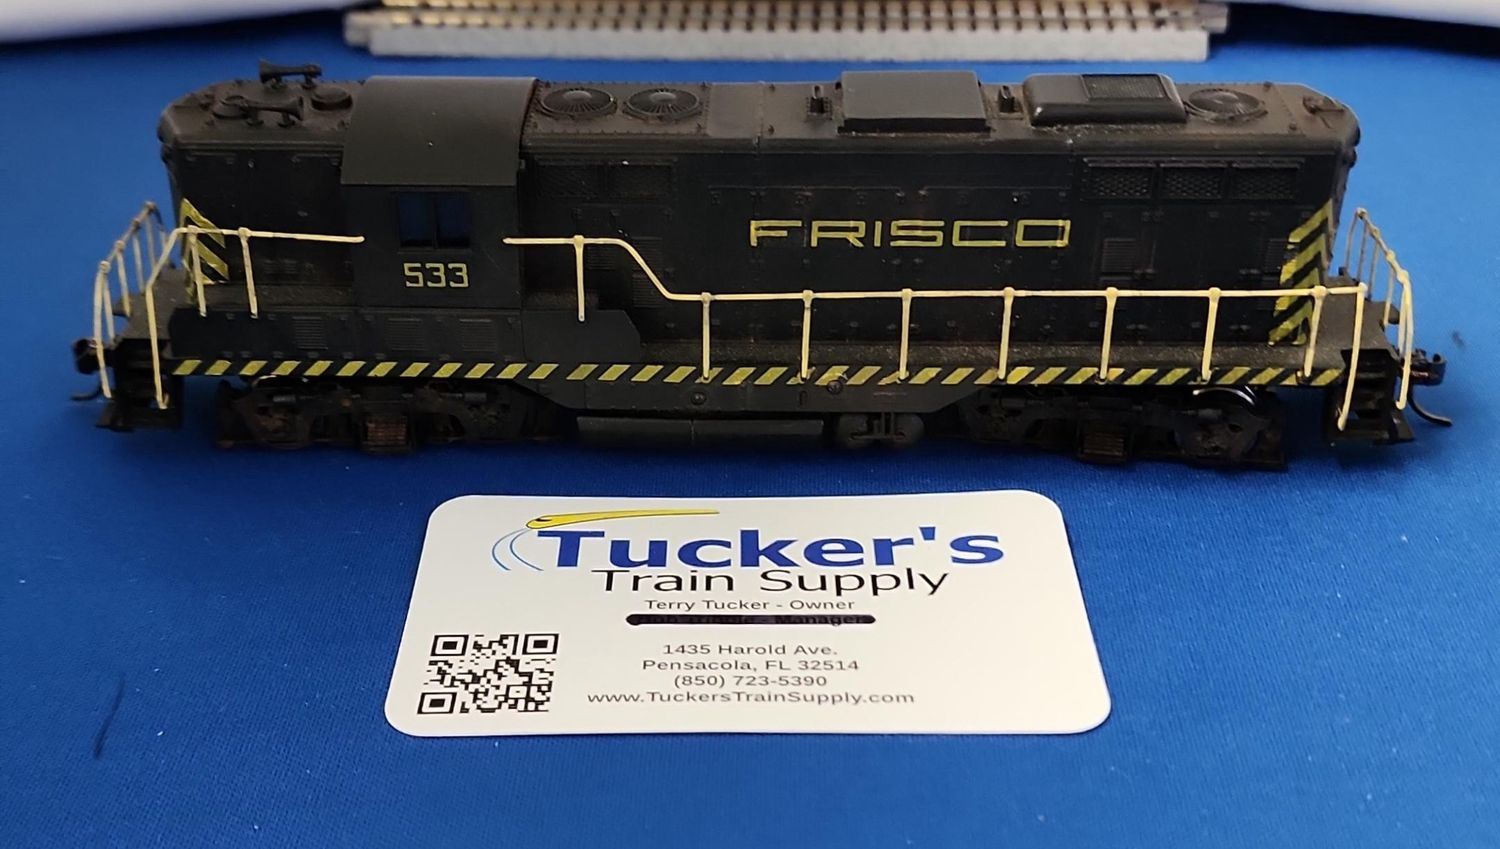 FRISCO
533
Tucker's
Train Supply
Terry Tucker - Owner
Manager
1435 Harold Ave.
Pensacola, FL 32514
(850) 723-5390
www.TuckersTrainSupply.com